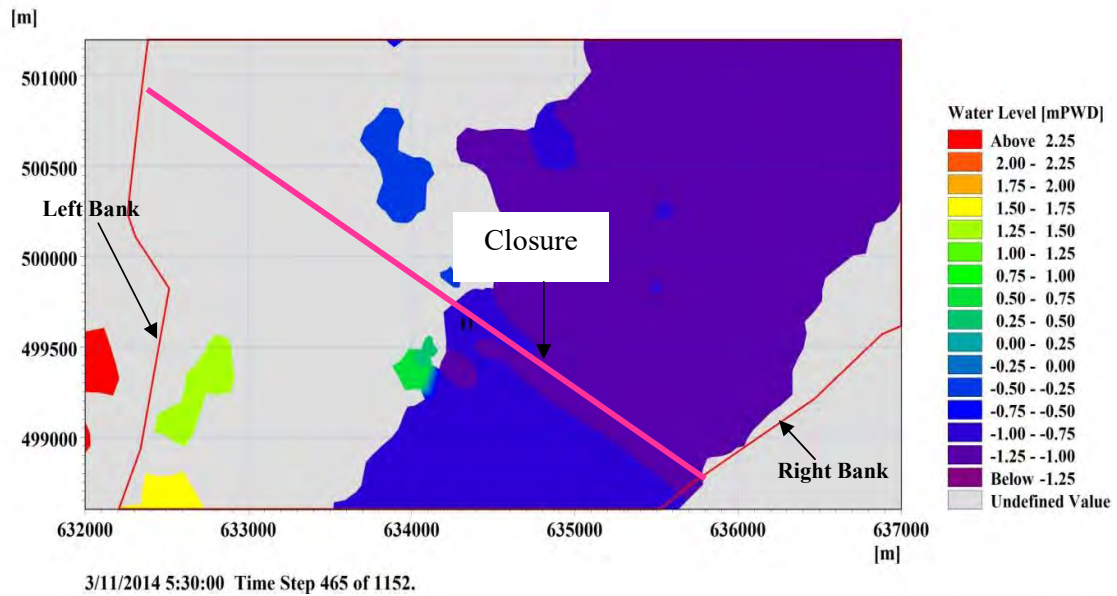 [m]
501000
500500
500000
499500
499000
632000 633000 634000 635000 636000 637000
[m]
Left Bank
Closure
Right Bank
Water Level [mPWD]
Above 2.25
2.00 - 2.25
1.75 - 2.00
1.50 - 1.75
1.25 - 1.50
1.00 - 1.25
0.75 - 1.00
0.50 - 0.75
0.25 - 0.50
0.00 - 0.25
-0.25 - 0.00
-0.50 - -0.25
-0.75 - -0.50
-1.00 - -0.75
-1.25 - -1.00
Below -1.25
Undefined Value
3/11/2014 5:30:00 Time Step 465 of 1152.